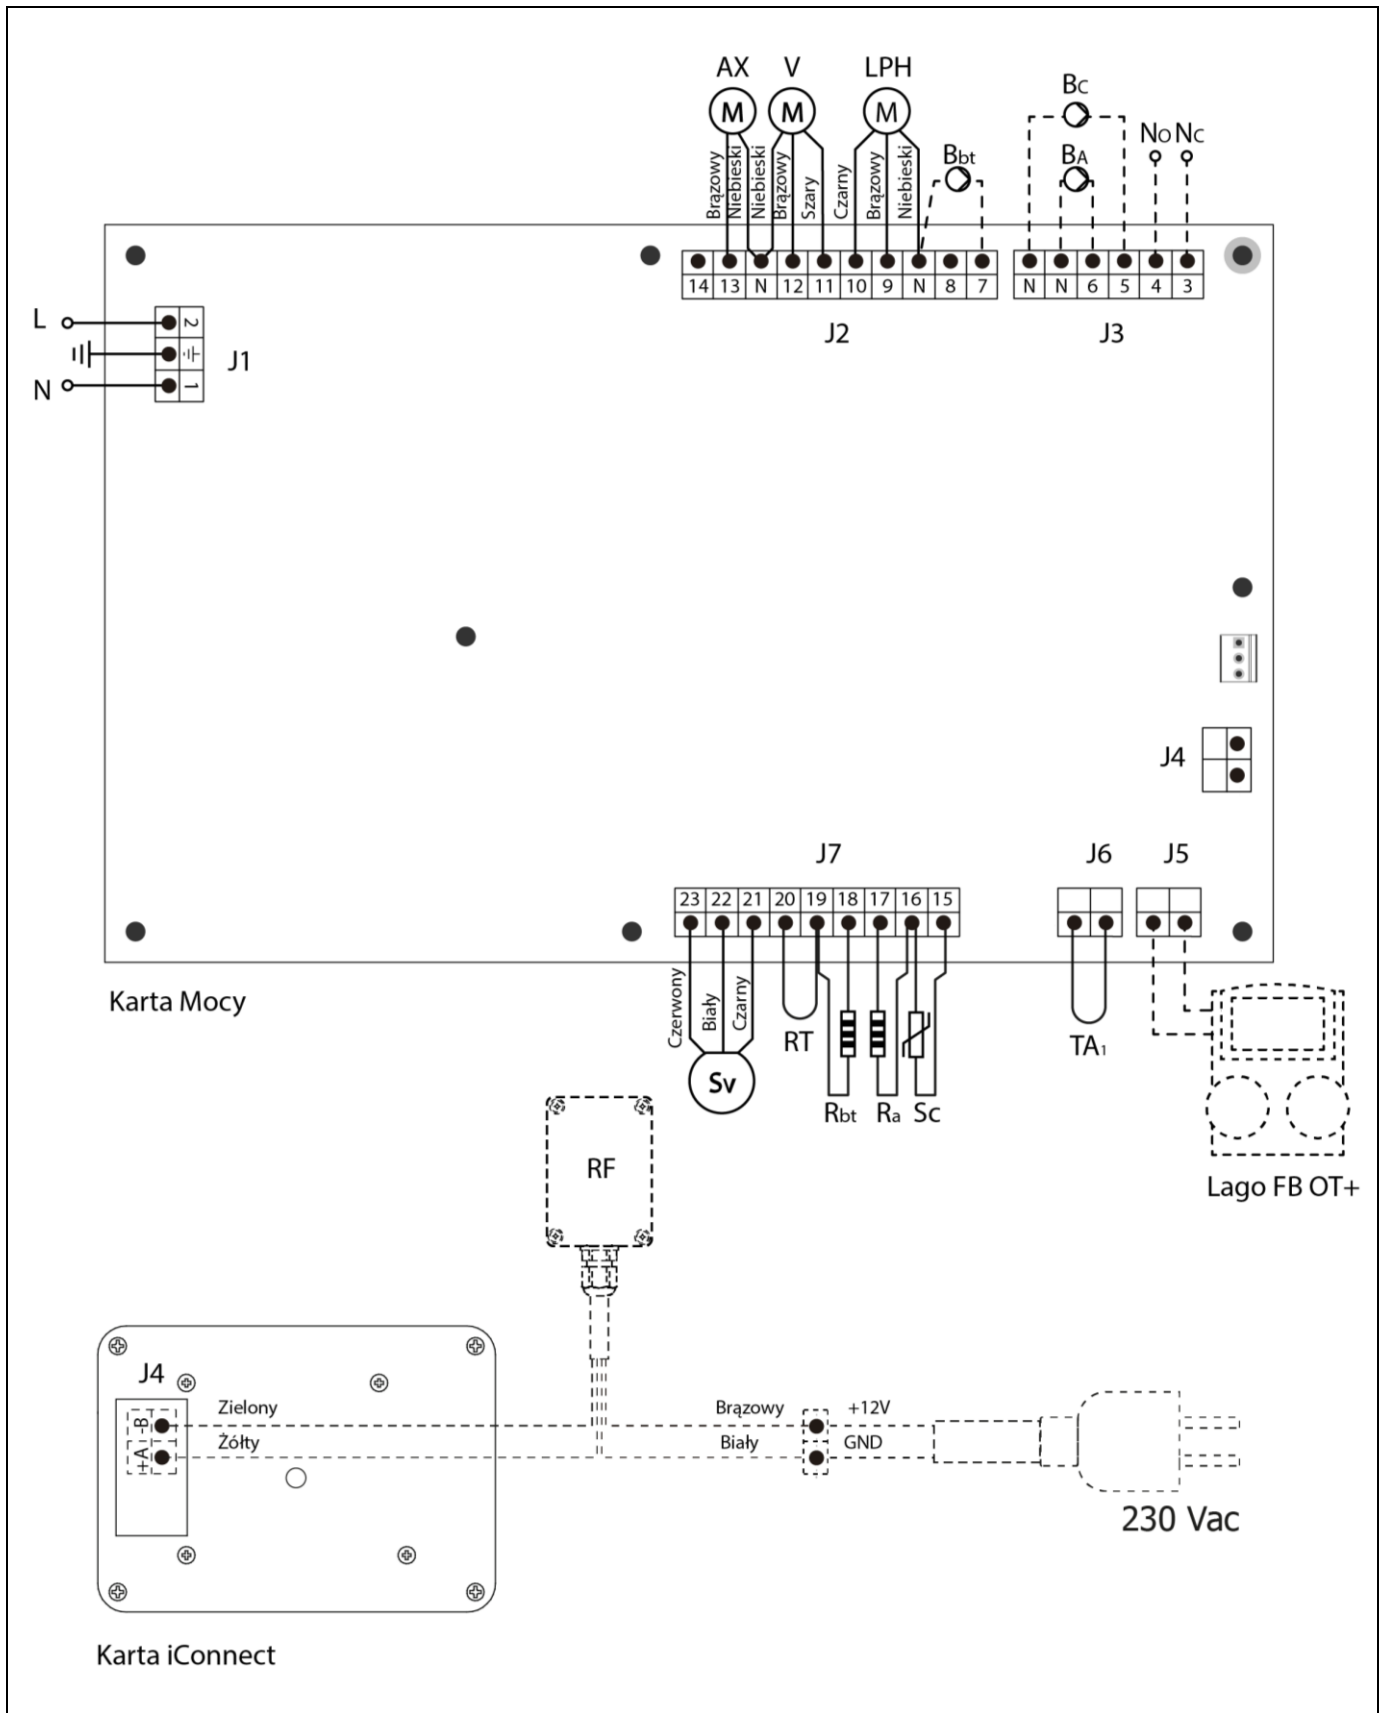 AX V LPH
BC
NO NC
Bbt
BA
M M M
Brązowy Niebieski Niebieski Brązowy Szary Czarny Brązowy Niebieski
14 13 N 12 11 10 9 N 8 7
N N 6 5 4 3
J2
J3
L
2
J1
N
1
J4
J7
J6
J5
23 22 21 20 19 18 17 16 15
Karta Mocy
Czerwony Biały Czarny
RT
TA1
Sv
Rbt Ra Sc
RF
Lago FB OT+
J4
Zielony
Brązowy
+12V
-B
Żółty
Biały
GND
+A
230 Vac
Karta iConnect